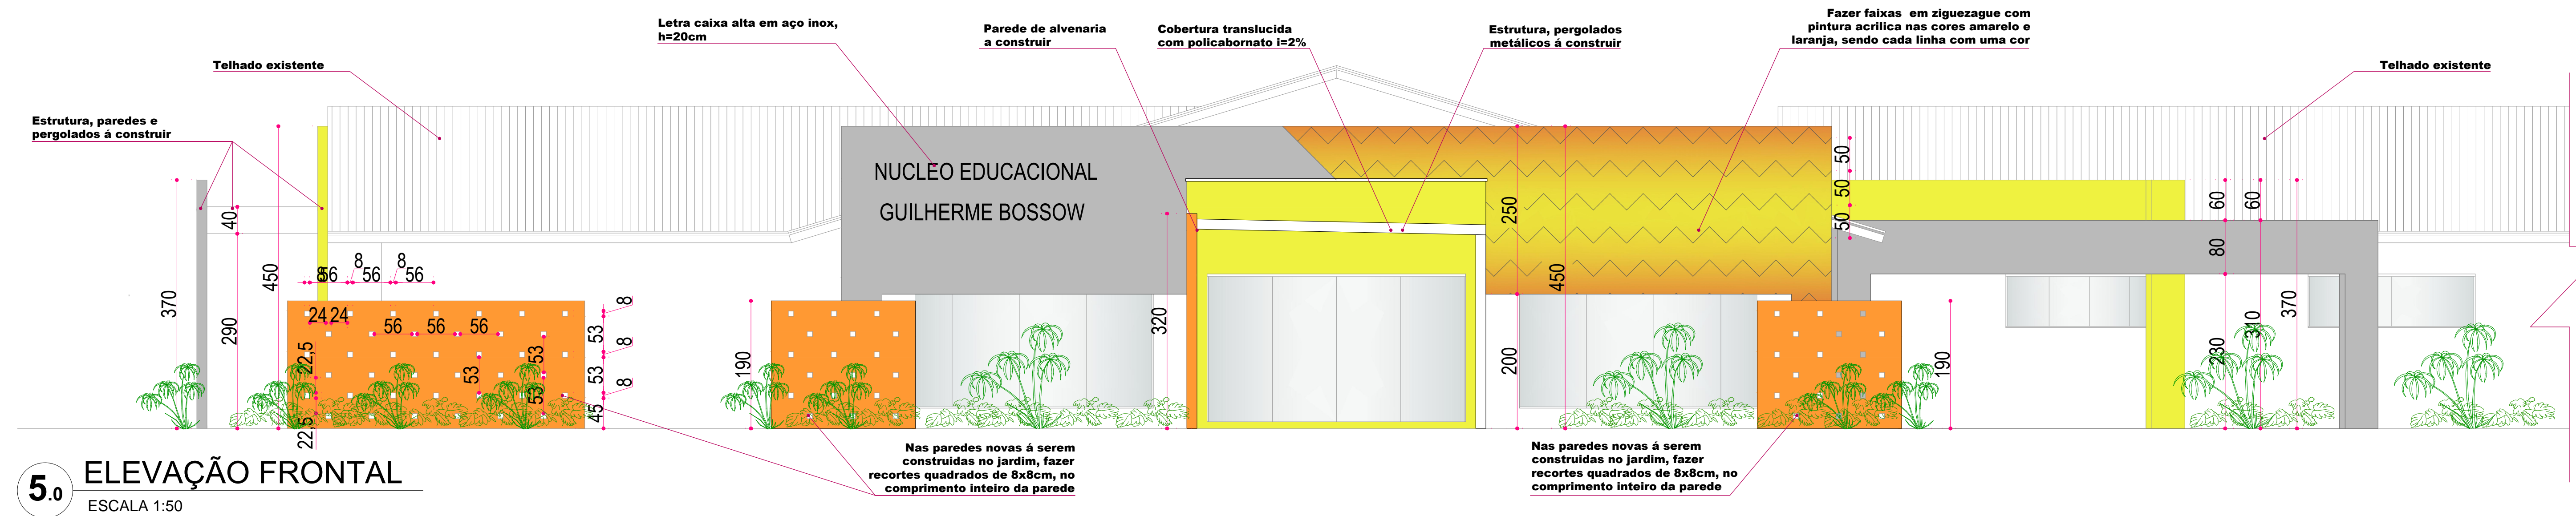 Letra caixa alta em aço inox,
h=20cm
Parede de alvenaria
a construir
Cobertura translucida
com policabornato i=2%
Estrutura, pergolados
metálicos á construir
Fazer faixas em ziguezague com
pintura acrilica nas cores amarelo e
laranja, sendo cada linha com uma cor
Telhado existente
Telhado existente
Estrutura, paredes e
pergolados á construir
NUCLEO EDUCACIONAL
GUILHERME BOSSOW
370
40
290
450
8
56
8
56
8
56
24
24
56
56
56
22,5
22,5
53
53
53
8
53
8
53
8
45
190
320
250
200
450
50
50
50
190
60
80
230
60
310
370
Nas paredes novas á serem
construidas no jardim, fazer
recortes quadrados de 8x8cm, no
comprimento inteiro da parede
Nas paredes novas á serem
construidas no jardim, fazer
recortes quadrados de 8x8cm, no
comprimento inteiro da parede
5.0
ELEVAÇÃO FRONTAL
ESCALA 1:50